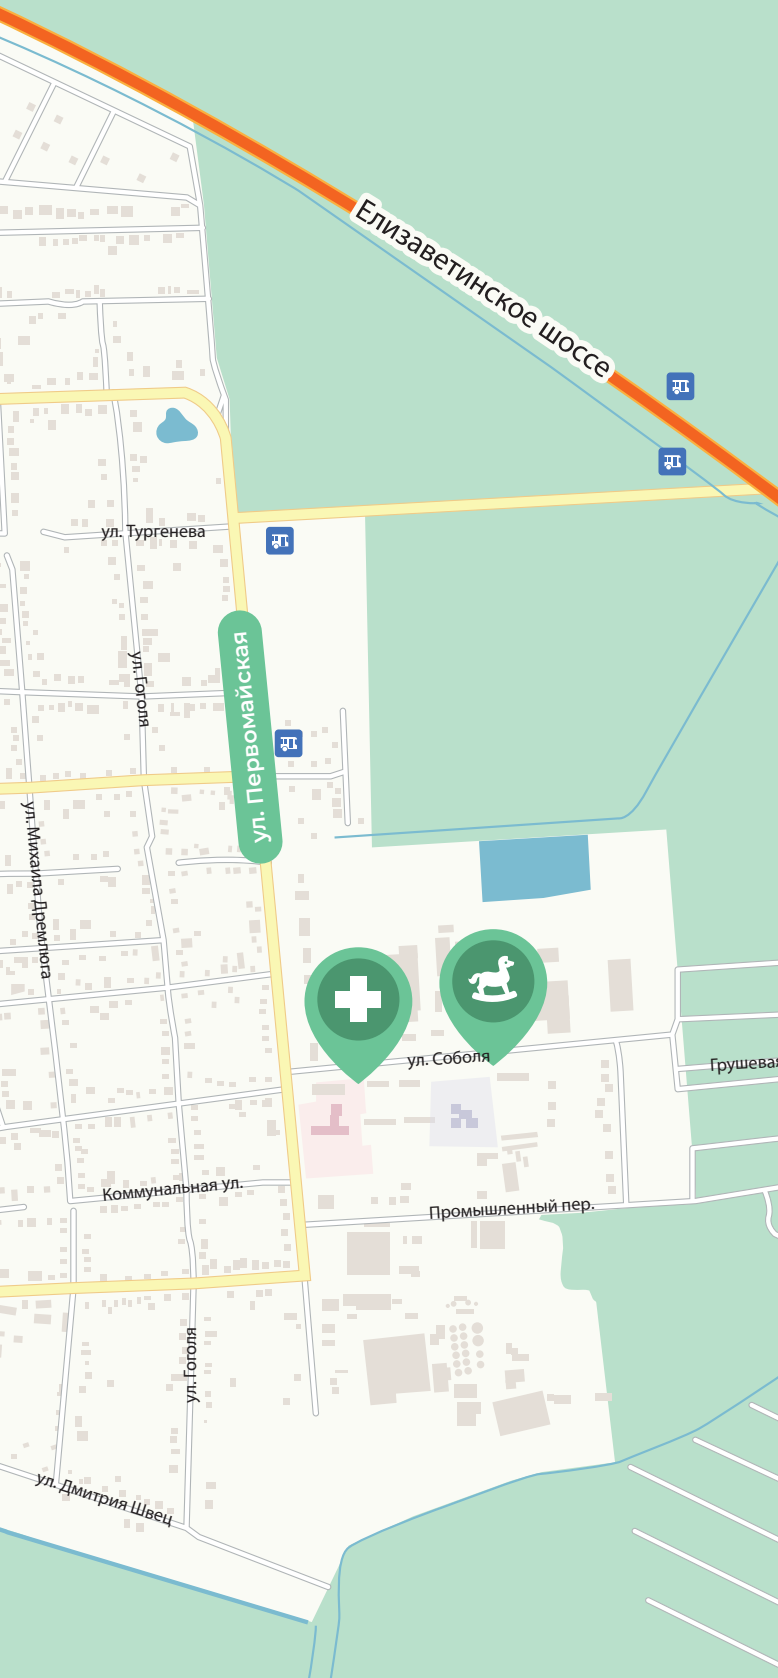 Елизаветинское шоссе
ул. Тургенева
ул. Гоголя
ул. Первомайская
ул. Михаила Дремлюга
ул. Соболя
Грушевая
Коммунальная ул.
Промышленный пер.
ул. Гоголя
ул. Дмитрия Швец